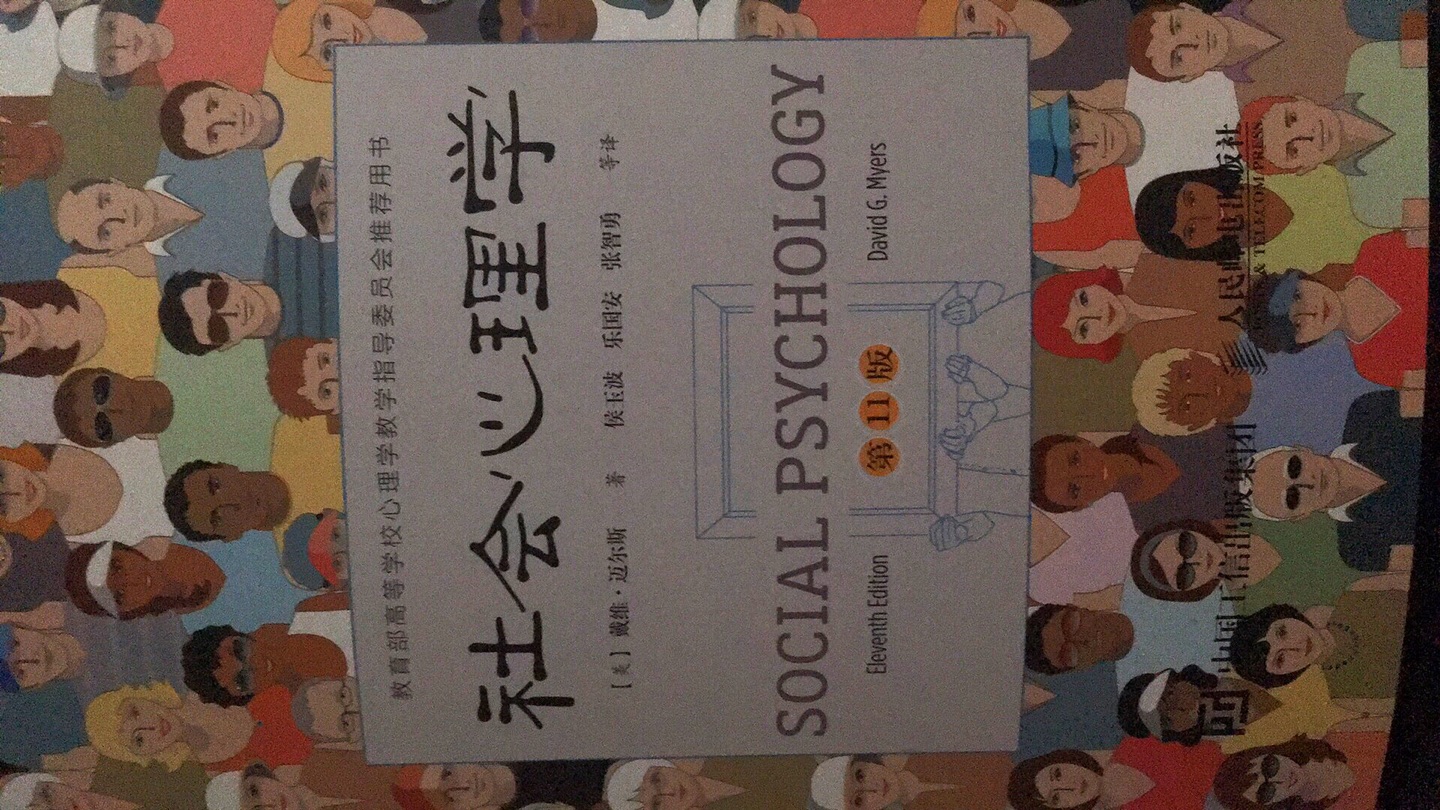 教育部高等学校心理学教学指导委员会推荐用书
社会心理学
[美] 戴维·迈尔斯 著 侯玉波 乐国安 张智勇 等译
SOCIAL PSYCHOLOGY
Eleventh Edition 第11版 David G. Myers
中国工信出版集团 人民邮电出版社
POSTS & TELECOM PRESS